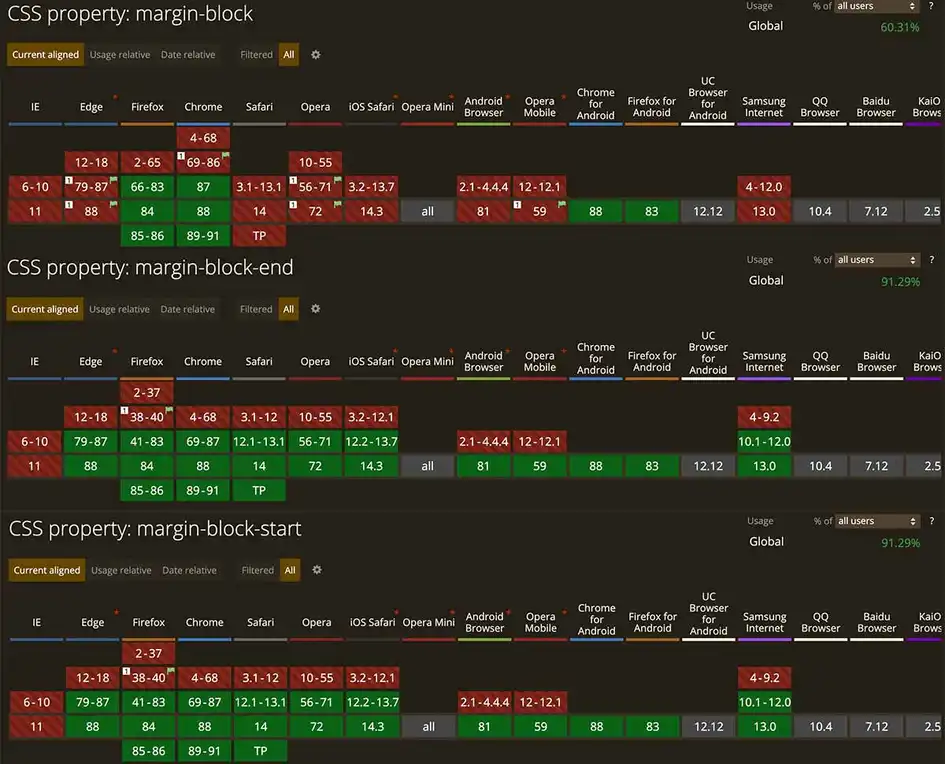 CSS property: margin-block
Usage % of all users ?
Global 60.31%
Current aligned Usage relative Date relative Filtered All
IE Edge * Firefox Chrome Safari Opera iOS Safari * Opera Mini * Android Browser * Opera Mobile * Chrome for Android Firefox for Android UC Browser for Android Samsung Internet QQ Browser Baidu Browser KaiO Brows
4-68
12-18 2-65 1 69-86 10-55
6-10 1 79-87 66-83 87 3.1-13.1 1 56-71 3.2-13.7 2.1-4.4.4 12-12.1 4-12.0
11 1 88 84 88 14 1 72 14.3 all 81 1 59 88 83 12.12 13.0 10.4 7.12 2.5
85-86 89-91 TP
CSS property: margin-block-end
Usage % of all users ?
Global 91.29%
Current aligned Usage relative Date relative Filtered All
IE Edge * Firefox Chrome Safari Opera iOS Safari * Opera Mini * Android Browser * Opera Mobile * Chrome for Android Firefox for Android UC Browser for Android Samsung Internet QQ Browser Baidu Browser KaiO Brows
2-37
12-18 1 38-40 4-68 3.1-12 10-55 3.2-12.1 4-9.2
6-10 79-87 41-83 69-87 12.1-13.1 56-71 12.2-13.7 2.1-4.4.4 12-12.1 10.1-12.0
11 88 84 88 14 72 14.3 all 81 59 88 83 12.12 13.0 10.4 7.12 2.5
85-86 89-91 TP
CSS property: margin-block-start
Usage % of all users ?
Global 91.29%
Current aligned Usage relative Date relative Filtered All
IE Edge * Firefox Chrome Safari Opera iOS Safari * Opera Mini * Android Browser * Opera Mobile * Chrome for Android Firefox for Android UC Browser for Android Samsung Internet QQ Browser Baidu Browser KaiO Brows
2-37
12-18 1 38-40 4-68 3.1-12 10-55 3.2-12.1 4-9.2
6-10 79-87 41-83 69-87 12.1-13.1 56-71 12.2-13.7 2.1-4.4.4 12-12.1 10.1-12.0
11 88 84 88 14 72 14.3 all 81 59 88 83 12.12 13.0 10.4 7.12 2.5
85-86 89-91 TP